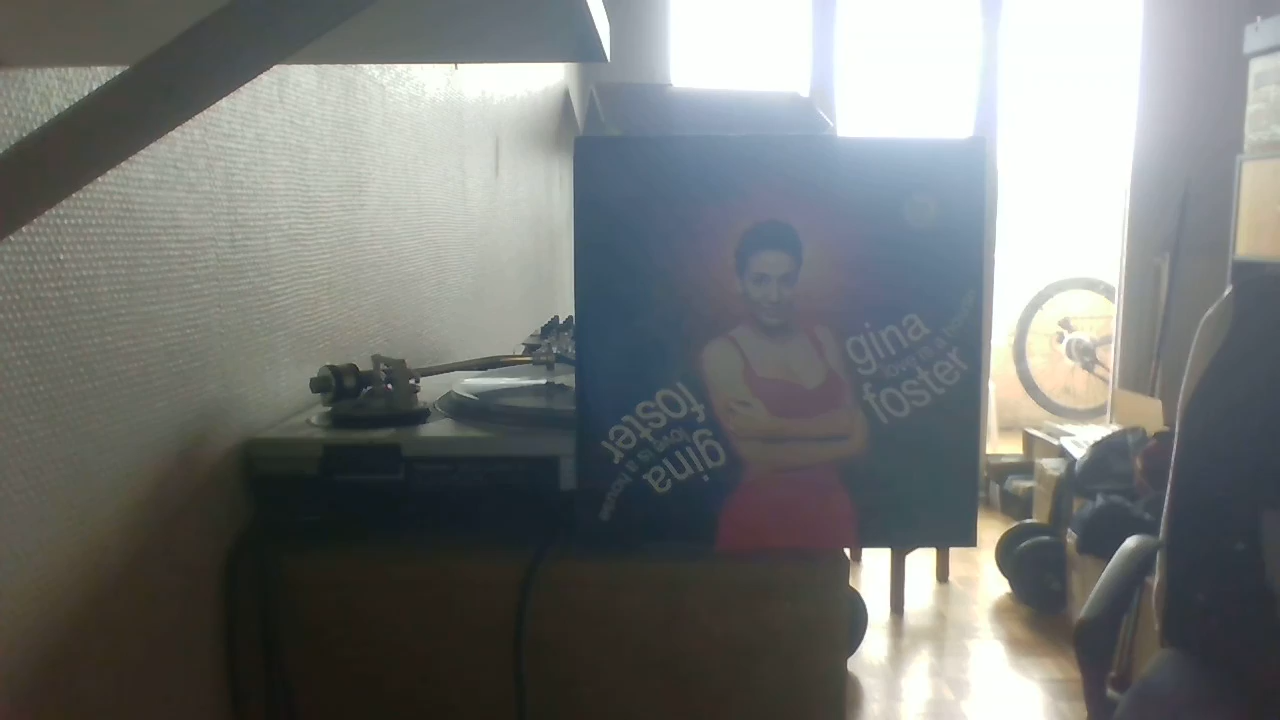 gina
love is a house
foster
gina
love is a house
foster